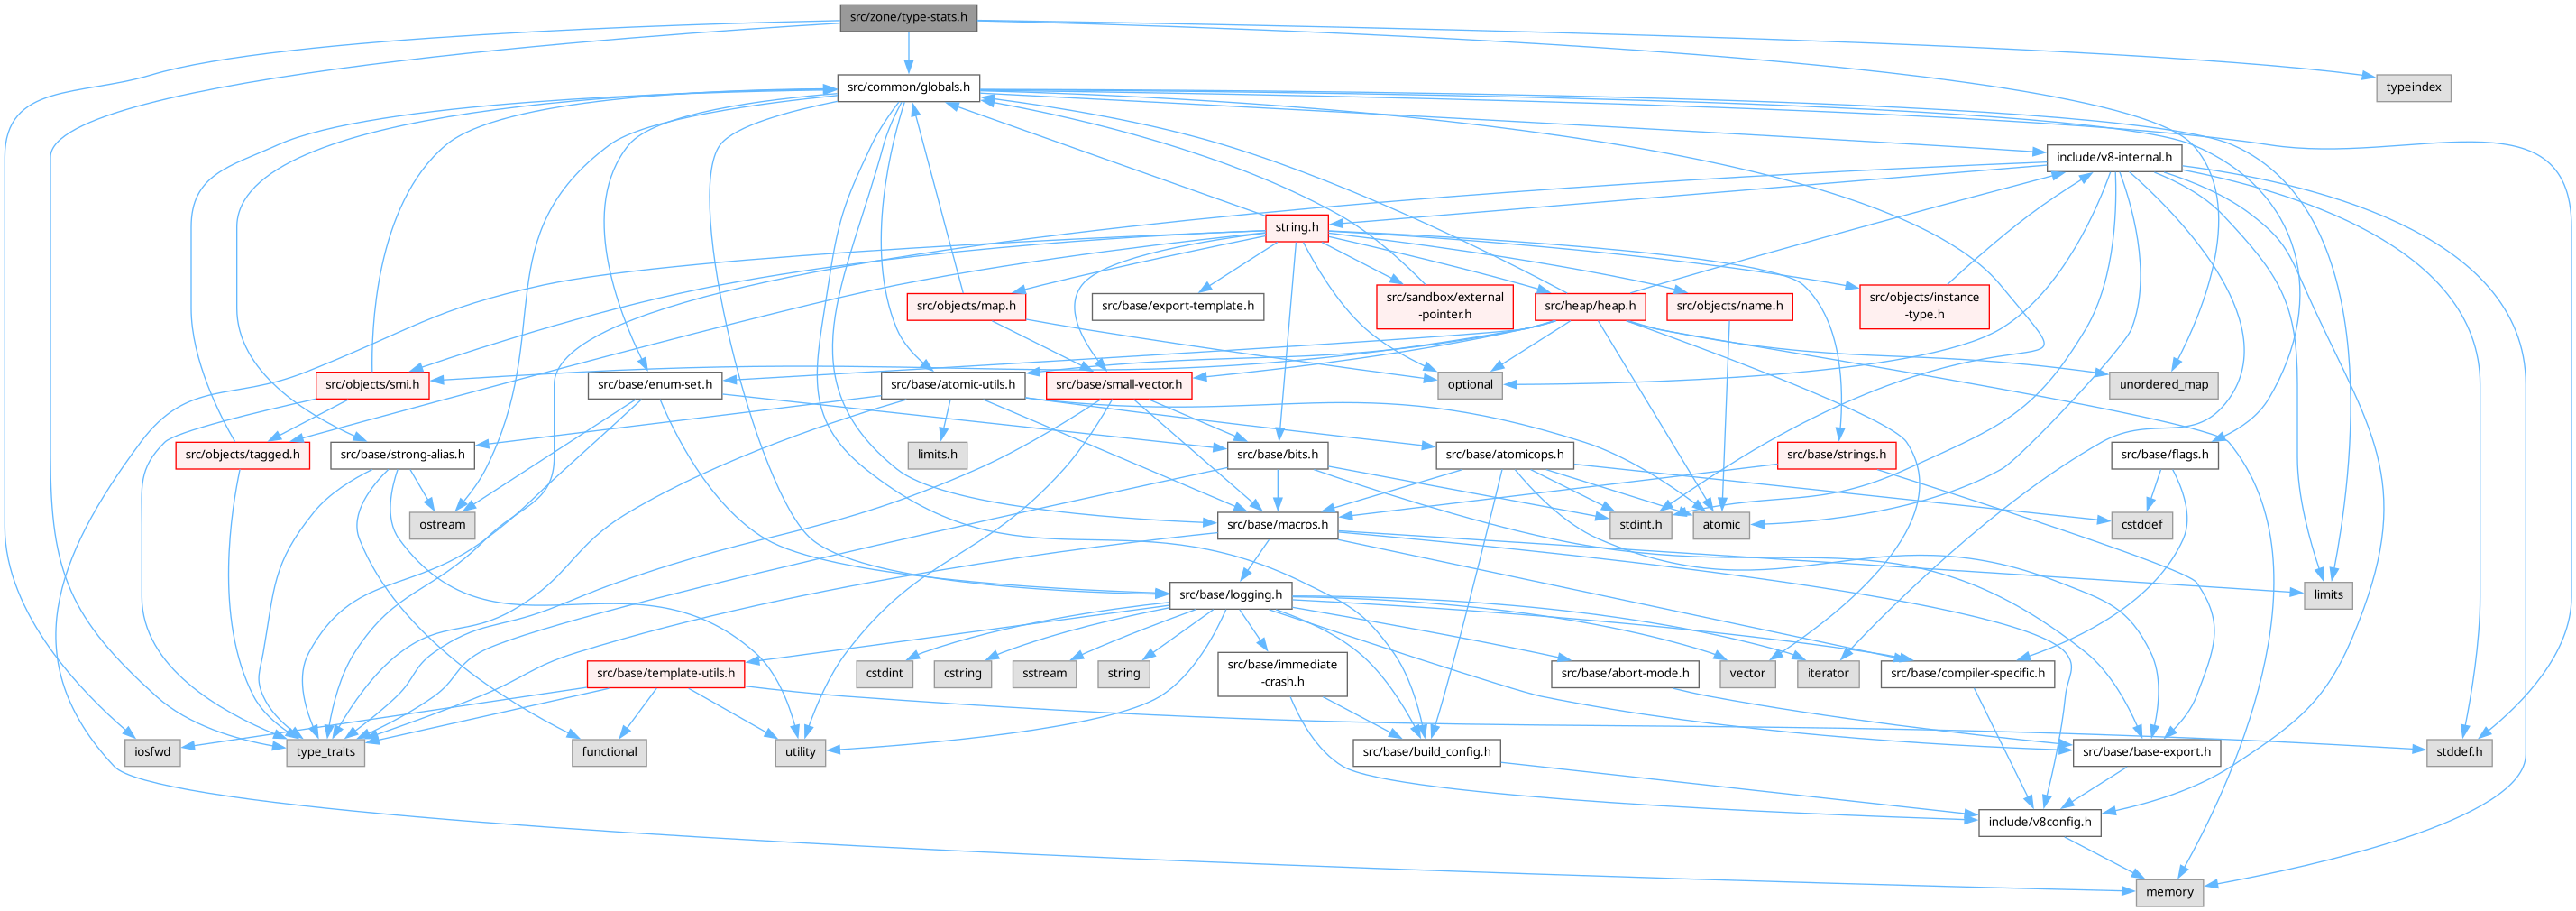 src/zone/type-stats.h
src/common/globals.h
typeindex
include/v8-internal.h
string.h
src/objects/map.h
src/base/export-template.h
src/sandbox/external
-pointer.h
src/heap/heap.h
src/objects/name.h
src/objects/instance
-type.h
src/objects/smi.h
src/base/enum-set.h
src/base/atomic-utils.h
src/base/small-vector.h
optional
unordered_map
src/objects/tagged.h
src/base/strong-alias.h
limits.h
src/base/bits.h
src/base/atomicops.h
src/base/strings.h
src/base/flags.h
ostream
src/base/macros.h
stdint.h
atomic
cstddef
src/base/logging.h
limits
src/base/template-utils.h
cstdint
cstring
sstream
string
src/base/immediate
-crash.h
src/base/abort-mode.h
vector
iterator
src/base/compiler-specific.h
iosfwd
type_traits
functional
utility
src/base/build_config.h
src/base/base-export.h
stddef.h
include/v8config.h
memory